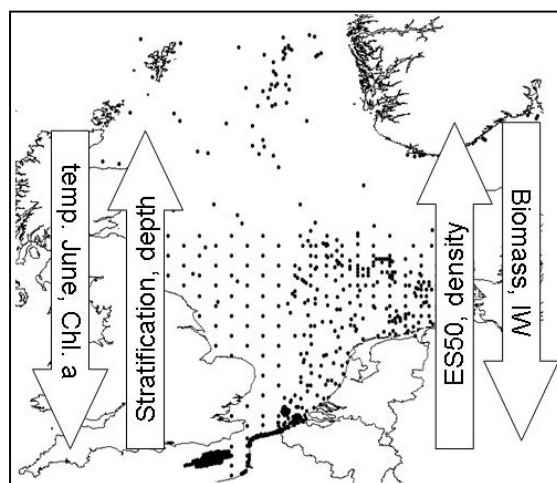 temp. June, Chl. a
Stratification, depth
ES50, density
Biomass, IW